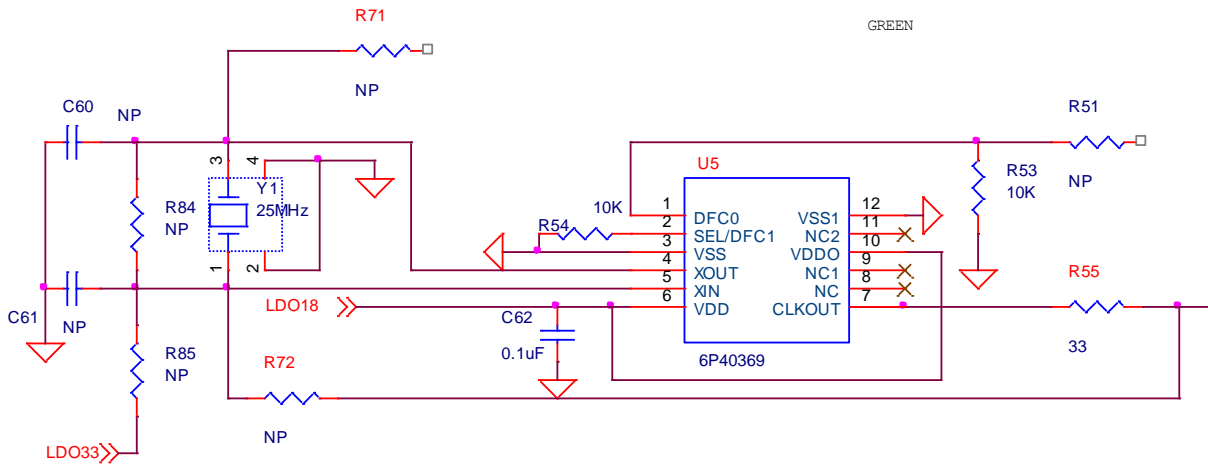 R71
GREEN
NP
C60
NP
R51
3
4
U5
R53
10K
NP
Y1
25MHz
R84
NP
10K
R54
1
DFC0
VSS1
12
2
SEL/DFC1
NC2
11
3
VSS
VDDO
10
4
XOUT
NC1
9
5
XIN
NC
8
6
VDD
CLKOUT
7
1
2
R55
LDO18
C61
NP
C62
0.1uF
33
R85
NP
R72
6P40369
NP
LDO33